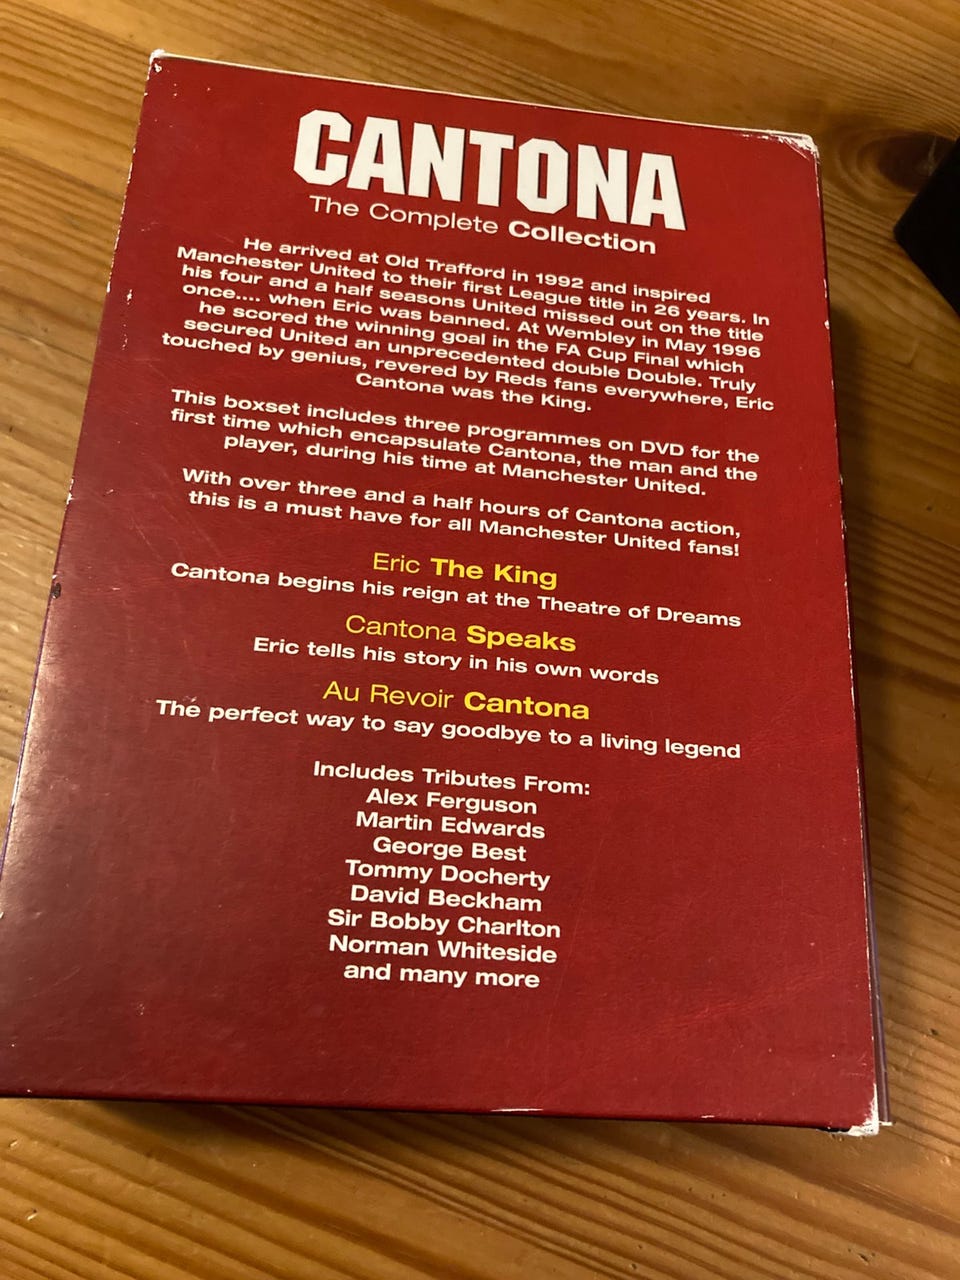 CANTONA
The Complete Collection
He arrived at Old Trafford in 1992 and inspired
Manchester United to their first League title in 26 years. In
his four and a half seasons United missed out on the title
once.... when Eric was banned. At Wembley in May 1996
he scored the winning goal in the FA Cup Final which
secured United an unprecedented double Double. Truly
touched by genius, revered by Reds fans everywhere, Eric
Cantona was the King.
This boxset includes three programmes on DVD for the
first time which encapsulate Cantona, the man and the
player, during his time at Manchester United.
With over three and a half hours of Cantona action,
this is a must have for all Manchester United fans!
Eric The King
Cantona begins his reign at the Theatre of Dreams
Cantona Speaks
Eric tells his story in his own words
Au Revoir Cantona
The perfect way to say goodbye to a living legend
Includes Tributes From:
Alex Ferguson
Martin Edwards
George Best
Tommy Docherty
David Beckham
Sir Bobby Charlton
Norman Whiteside
and many more